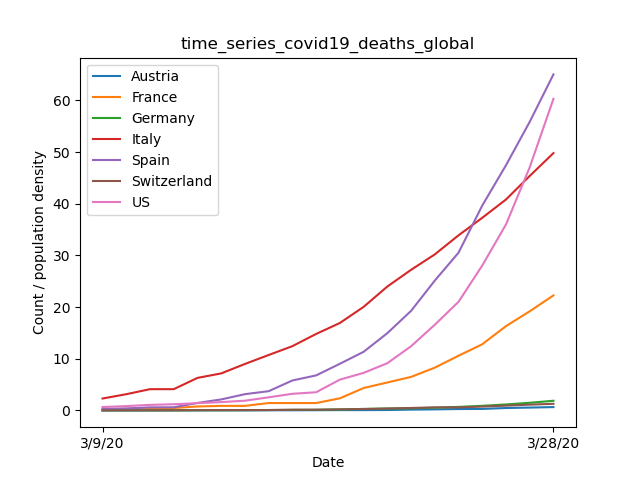 time_series_covid19_deaths_global
Austria
France
Germany
Italy
Spain
Switzerland
US
Count / population density
60
50
40
30
20
10
0
3/9/20
3/28/20
Date